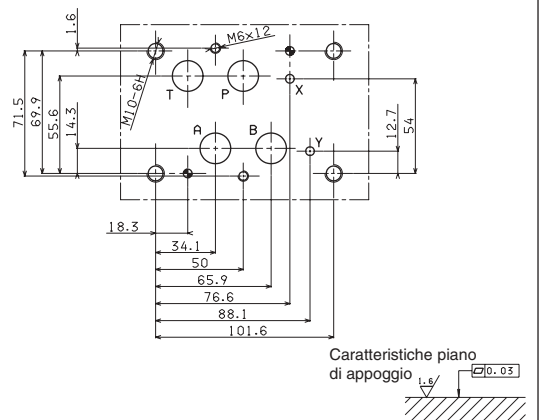 1.6
M6x12
71.5
69.9
55.6
14.3
M10-6H
T
P
X
A
B
Y
12.7
54
18.3
34.1
50
65.9
76.6
88.1
101.6
Caratteristiche piano
di appoggio
1.6
0.03